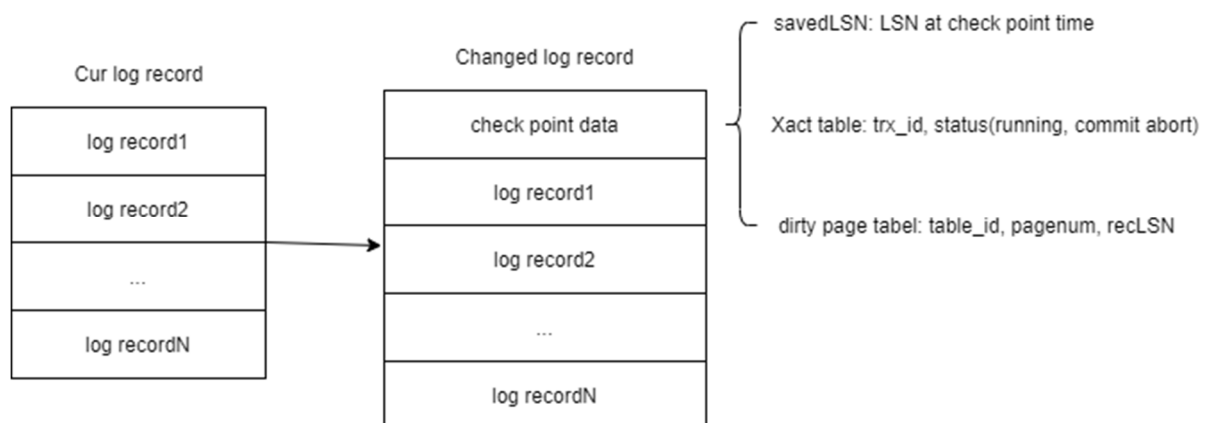 Cur log record
log record1
log record2
...
log recordN
Changed log record
check point data
log record1
log record2
...
log recordN
savedLSN: LSN at check point time
Xact table: trx_id, status(running, commit abort)
dirty page tabel: table_id, pagenum, recLSN